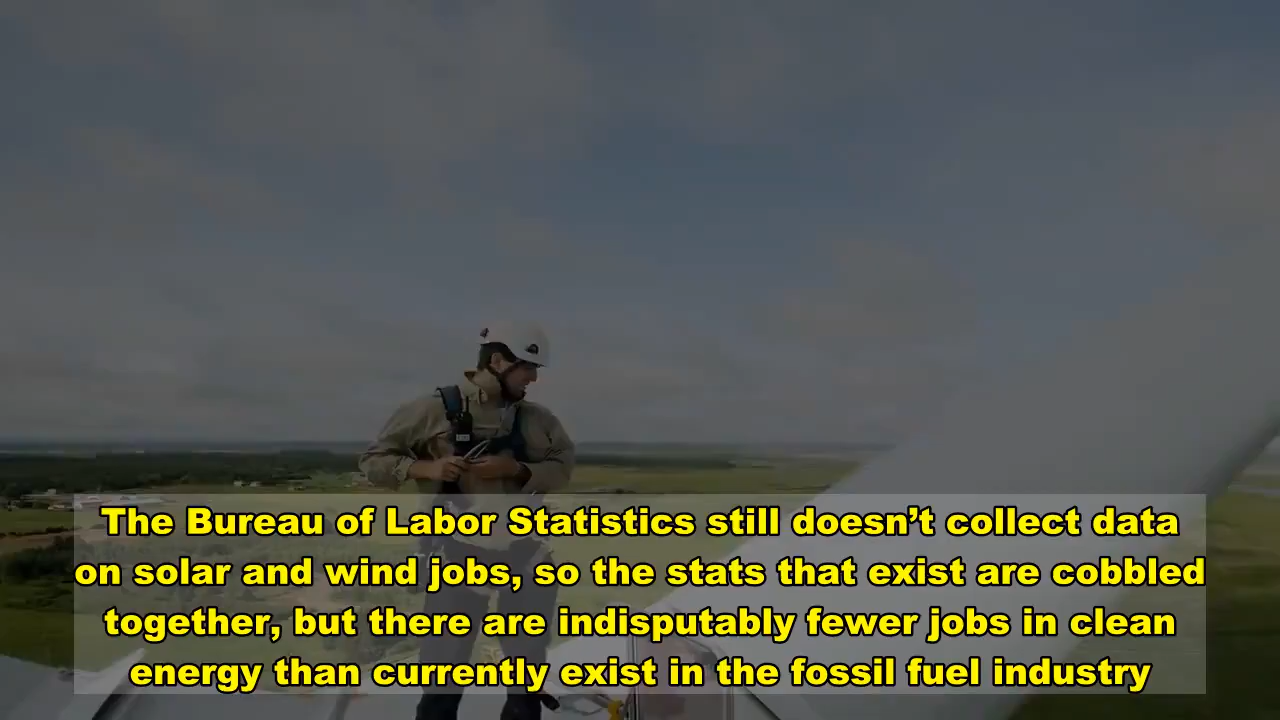 The Bureau of Labor Statistics still doesn’t collect data
on solar and wind jobs, so the stats that exist are cobbled
together, but there are indisputably fewer jobs in clean
energy than currently exist in the fossil fuel industry